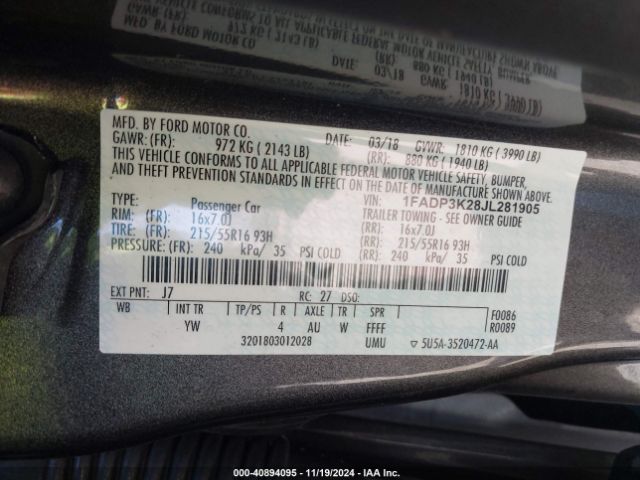 MFD. BY FORD MOTOR CO. DATE: 03/18 GVWR: 1810 KG ( 3990 LB)
GAWR: (FR): 972 KG ( 2143 LB) (RR): 880 KG ( 1940 LB)
THIS VEHICLE CONFORMS TO ALL APPLICABLE FEDERAL MOTOR VEHICLE SAFETY, BUMPER,
AND THEFT PREVENTION STANDARDS IN EFFECT ON THE DATE OF MANUFACTURE SHOWN ABOVE.
VIN: 1FADP3K28JL281905
TYPE: Passenger Car TRAILER TOWING - SEE OWNER GUIDE
RIM: (FR): 16x7.0J (RR): 16x7.0J
TIRE: (FR): 215/55R16 93H (RR): 215/55R16 93H
PRESSURE: (FR) 240 kPa/ 35 PSI COLD (RR) 240 kPa/ 35 PSI COLD
EXT PNT: J7 RC: 27 DSO: F0086
WB INT TR TP/PS R AXLE TR SPR R0089
YW 4 AU W FFFF
3201803012028 UMU 5U5A-3520472-AA
000-40894095 - 11/19/2024 - IAA